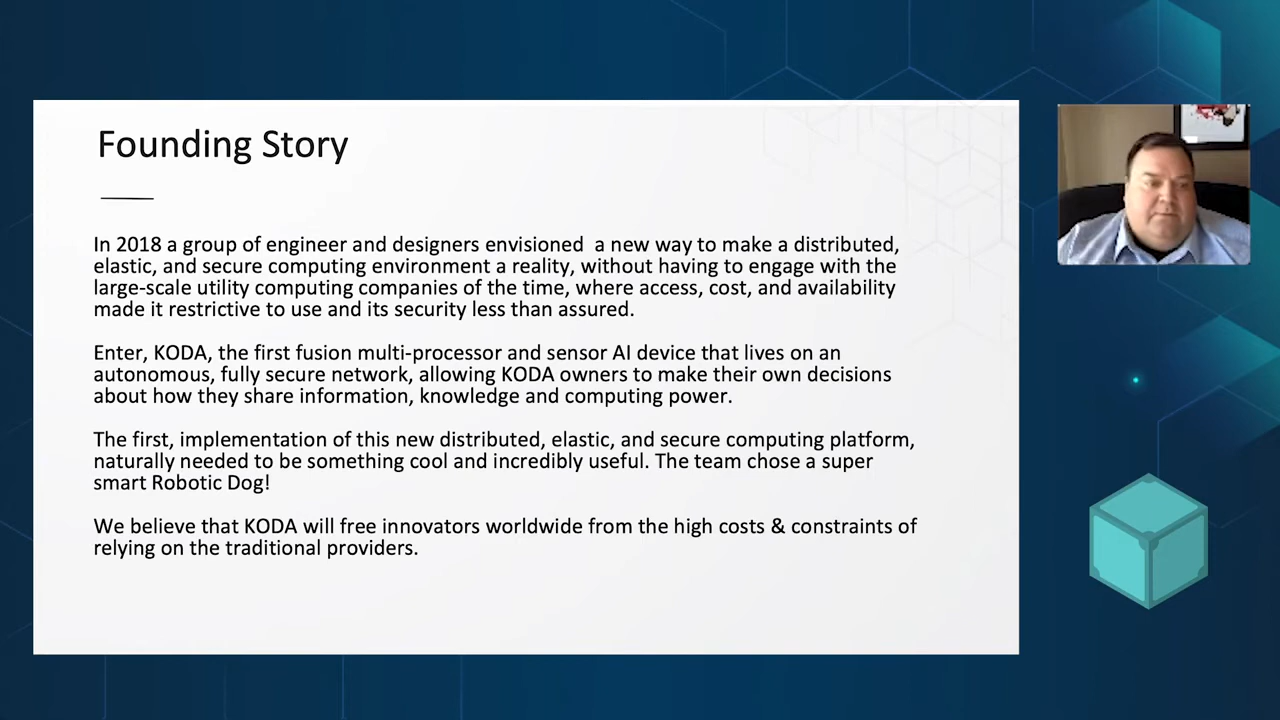 Founding Story
In 2018 a group of engineer and designers envisioned  a new way to make a distributed,
elastic, and secure computing environment a reality, without having to engage with the
large-scale utility computing companies of the time, where access, cost, and availability
made it restrictive to use and its security less than assured.
Enter, KODA, the first fusion multi-processor and sensor AI device that lives on an
autonomous, fully secure network, allowing KODA owners to make their own decisions
about how they share information, knowledge and computing power.
The first, implementation of this new distributed, elastic, and secure computing platform,
naturally needed to be something cool and incredibly useful. The team chose a super
smart Robotic Dog!
We believe that KODA will free innovators worldwide from the high costs & constraints of
relying on the traditional providers.